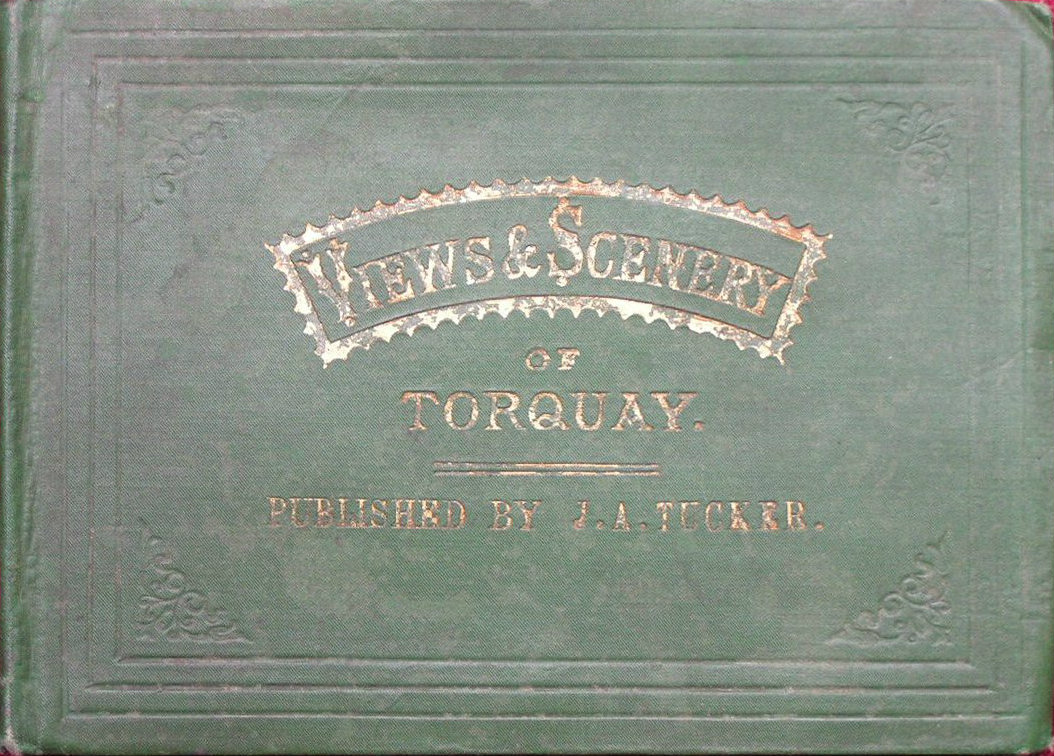 VIEWS & SCENERY
OF
TORQUAY.
PUBLISHED BY J. A. TUCKER.